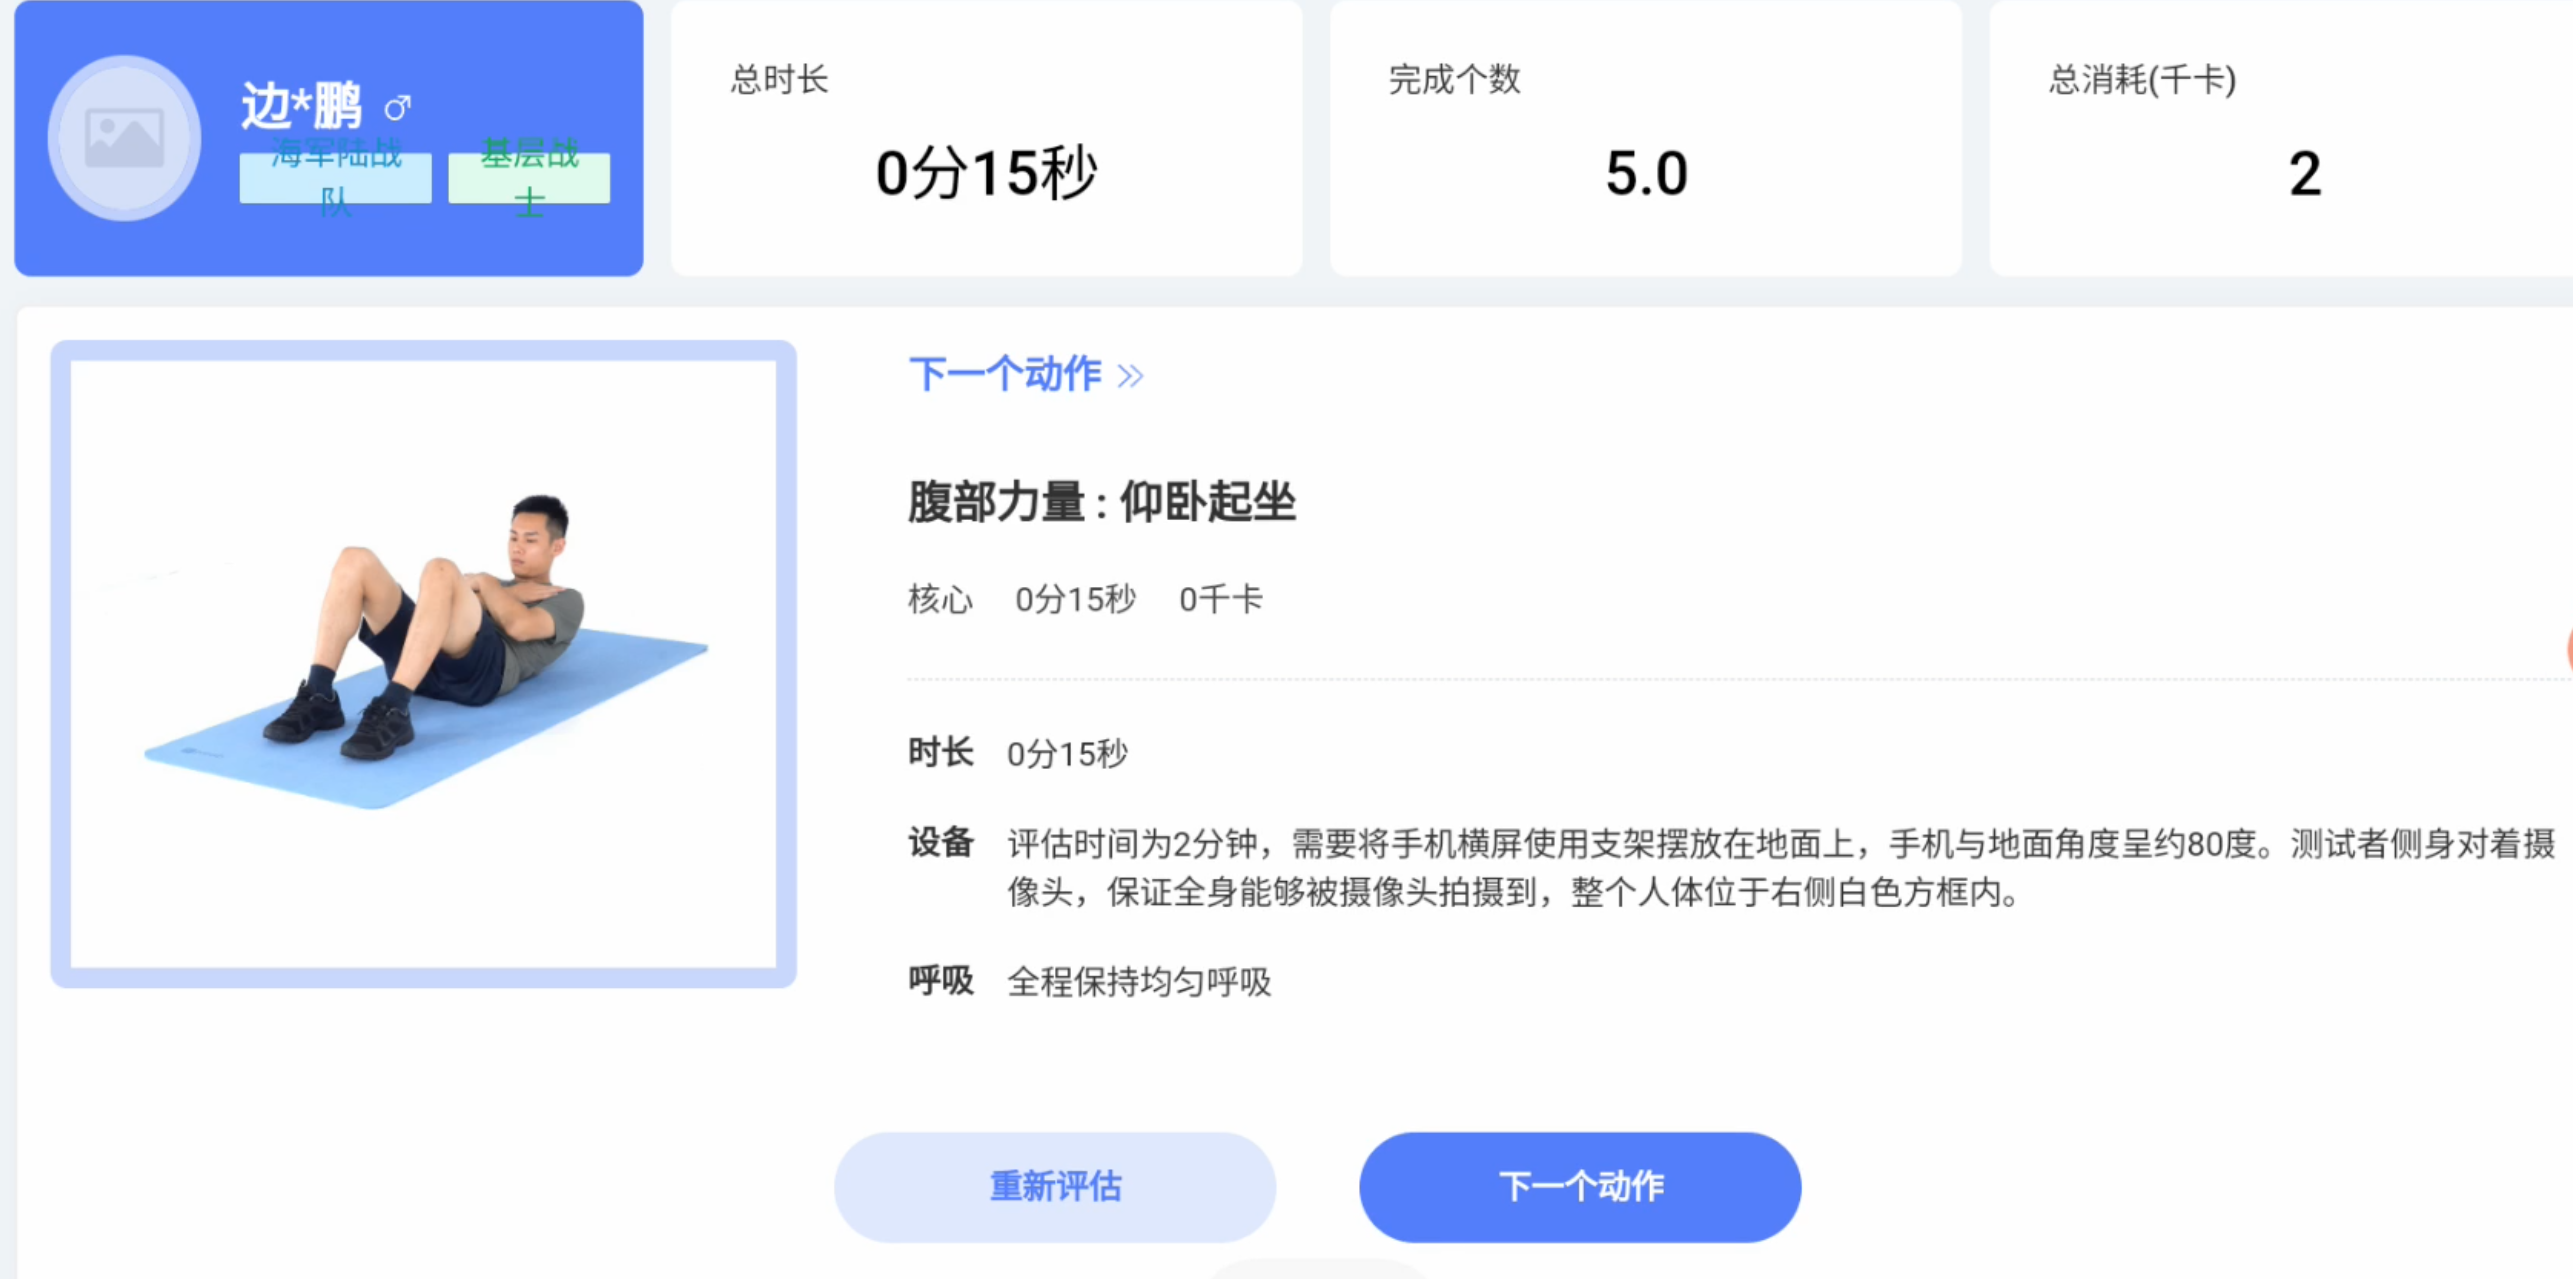 边*鹏 ♂
海军陆战
队
基层战
士
总时长
0分15秒
完成个数
5.0
总消耗(千卡)
2
下一个动作 >>
腹部力量 : 仰卧起坐
核心 0分15秒 0千卡
时长 0分15秒
设备 评估时间为2分钟，需要将手机横屏使用支架摆放在地面上，手机与地面角度呈约80度。测试者侧身对着摄
像头，保证全身能够被摄像头拍摄到，整个人体位于右侧白色方框内。
呼吸 全程保持均匀呼吸
重新评估
下一个动作